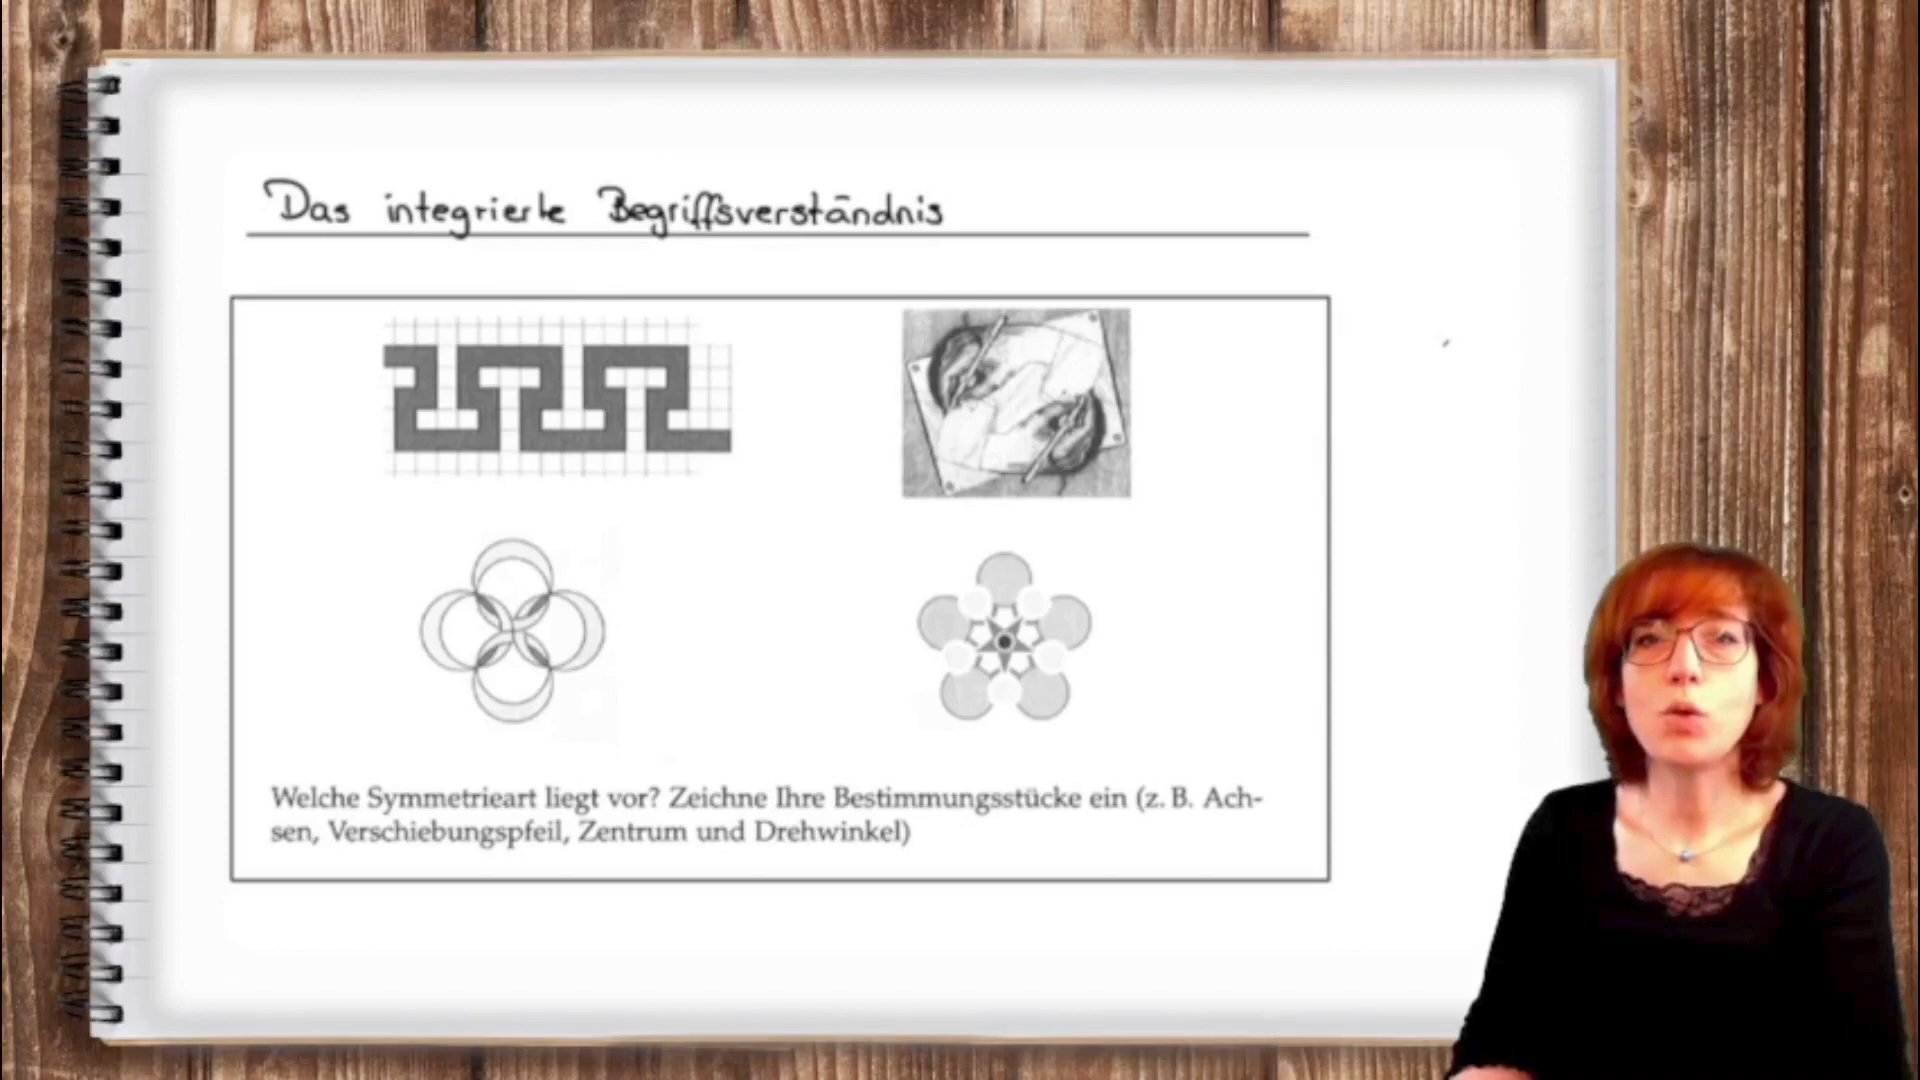 Das integrierte Begriffsverständnis
Welche Symmetrieart liegt vor? Zeichne Ihre Bestimmungsstücke ein (z. B. Ach-
sen, Verschiebungspfeil, Zentrum und Drehwinkel)